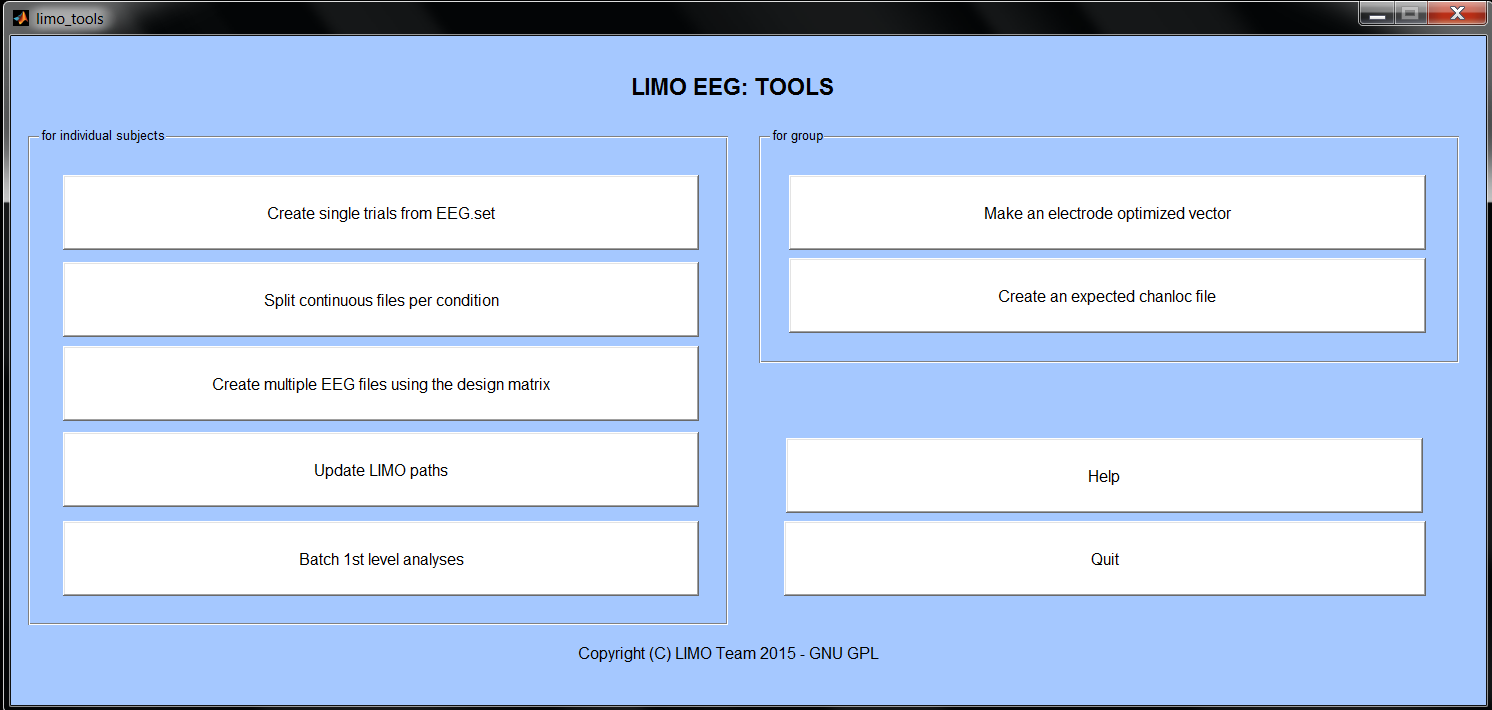 limo_tools
LIMO EEG: TOOLS
for individual subjects
Create single trials from EEG.set
Split continuous files per condition
Create multiple EEG files using the design matrix
Update LIMO paths
Batch 1st level analyses
for group
Make an electrode optimized vector
Create an expected chanloc file
Help
Quit
Copyright (C) LIMO Team 2015 - GNU GPL